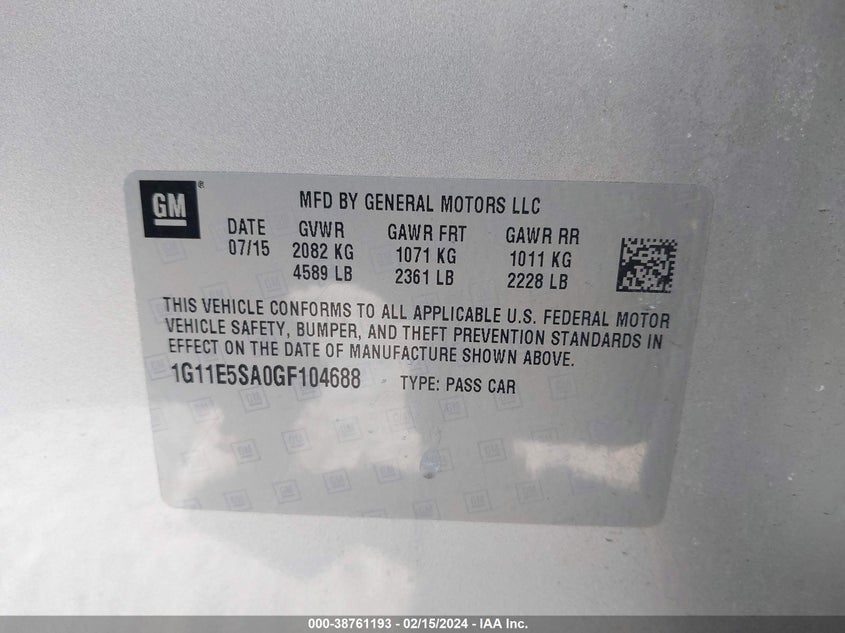 GM®
MFD BY GENERAL MOTORS LLC
DATE GVWR GAWR FRT GAWR RR
07/15 2082 KG 1071 KG 1011 KG
4589 LB 2361 LB 2228 LB
THIS VEHICLE CONFORMS TO ALL APPLICABLE U.S. FEDERAL MOTOR
VEHICLE SAFETY, BUMPER, AND THEFT PREVENTION STANDARDS IN
EFFECT ON THE DATE OF MANUFACTURE SHOWN ABOVE.
1G11E5SA0GF104688 TYPE: PASS CAR
000-38761193 - 02/15/2024 - IAA Inc.